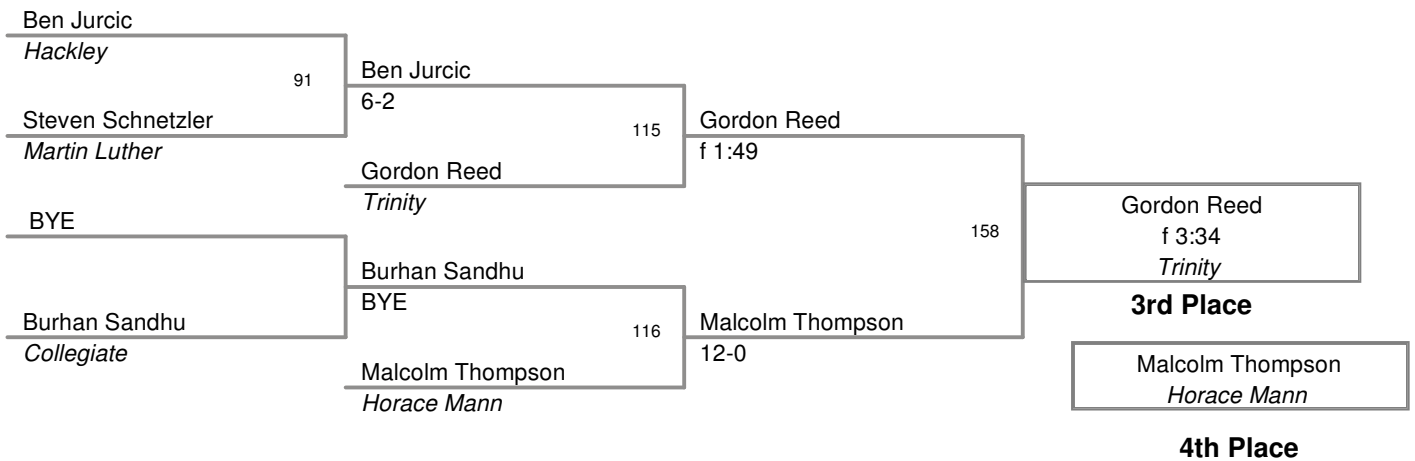 Ben Jurcic
Hackley
91
Steven Schnetzler
Martin Luther
BYE
Burhan Sandhu
Collegiate
Ben Jurcic
6-2
115
Gordon Reed
Trinity
Burhan Sandhu
BYE
116
Malcolm Thompson
Horace Mann
Gordon Reed
f 1:49
158
Malcolm Thompson
12-0
Gordon Reed
f 3:34
Trinity
3rd Place
Malcolm Thompson
Horace Mann
4th Place